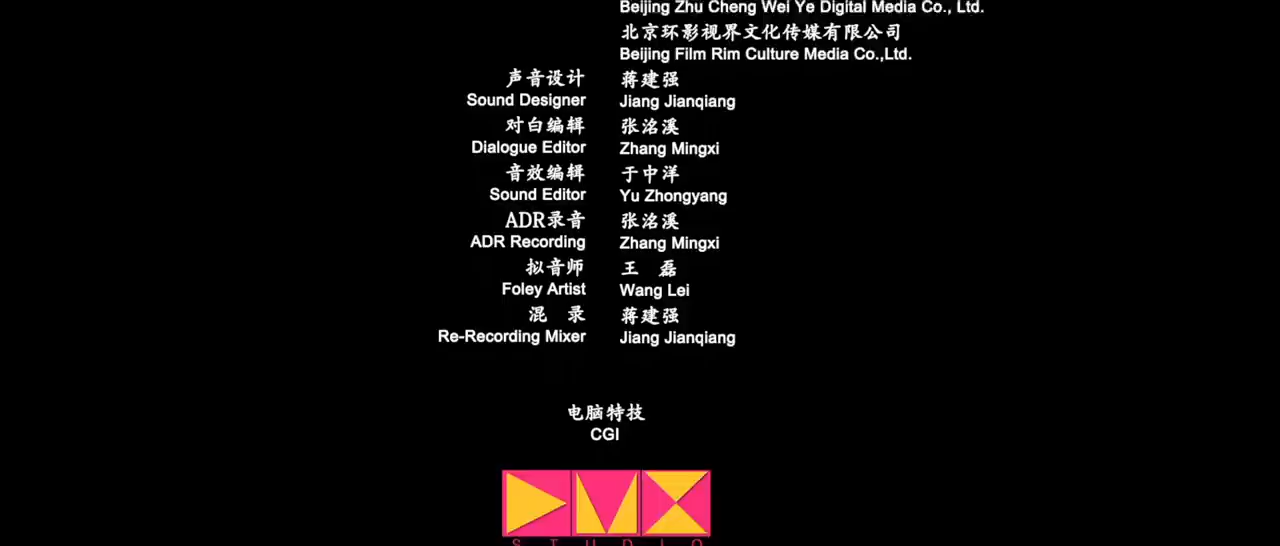 Beijing Zhu Cheng Wei Ye Digital Media Co., Ltd.
北京环影视界文化传媒有限公司
Beijing Film Rim Culture Media Co.,Ltd.
声音设计 蒋建强
Sound Designer Jiang Jianqiang
对白编辑 张洺溪
Dialogue Editor Zhang Mingxi
音效编辑 于中洋
Sound Editor Yu Zhongyang
ADR录音 张洺溪
ADR Recording Zhang Mingxi
拟音师 王 磊
Foley Artist Wang Lei
混 录 蒋建强
Re-Recording Mixer Jiang Jianqiang
电脑特技
CGI
DMX
STUDIO